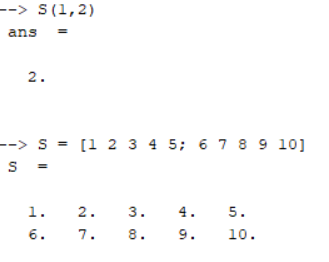 --> S(1,2)
ans =
2.
--> S = [1 2 3 4 5; 6 7 8 9 10]
S =
1. 2. 3. 4. 5.
6. 7. 8. 9. 10.